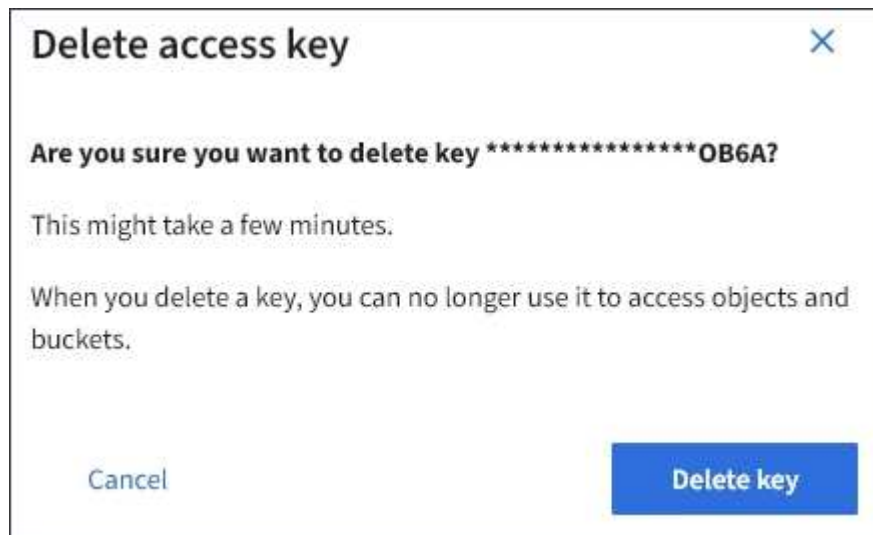 Delete access key
Are you sure you want to delete key ****************OB6A?
This might take a few minutes.
When you delete a key, you can no longer use it to access objects and
buckets.
Cancel
Delete key